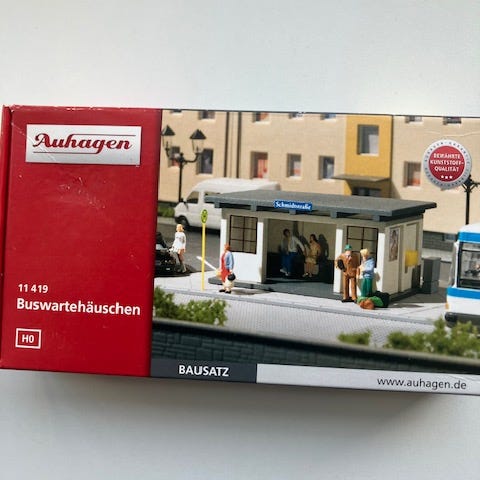 Auhagen
11 419
Buswartehäuschen
H0
Schmidtstraße
BEWÄHRTE
KUNSTSTOFF-
QUALITÄT
BAUSATZ
www.auhagen.de